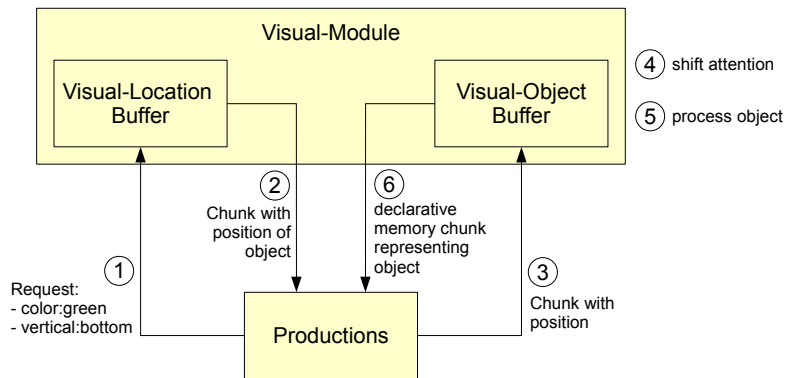 Visual-Module
Visual-Location
Buffer
Visual-Object
Buffer
4 shift attention
5 process object
2
Chunk with
position of
object
6
declarative
memory chunk
representing
object
1
Request:
- color:green
- vertical:bottom
3
Chunk with
position
Productions